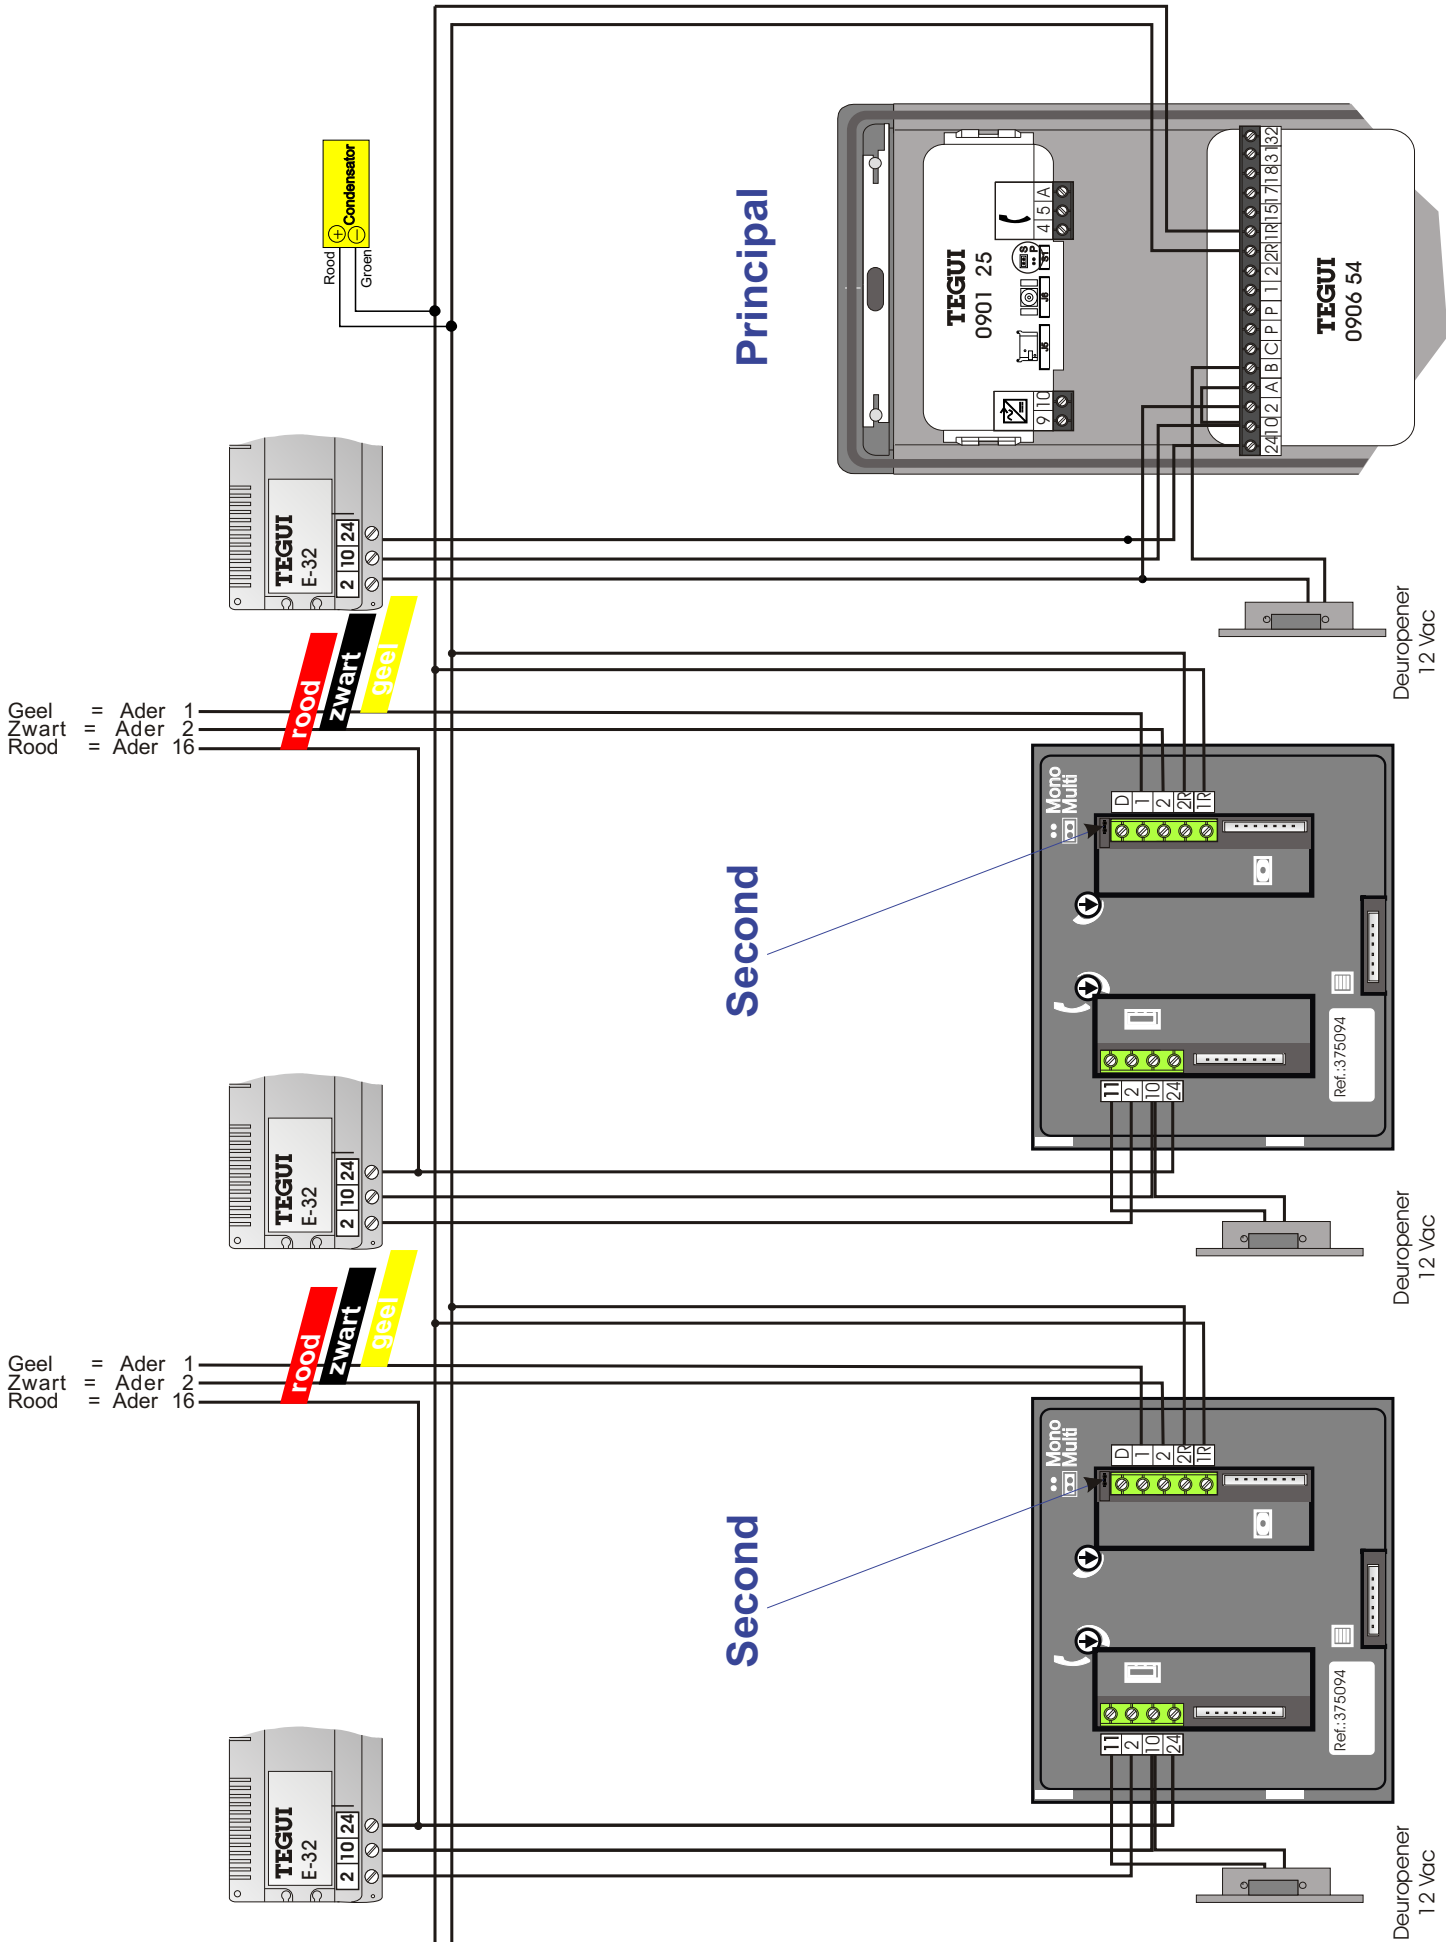 Rood
Groen
+
−
Condensator
Principal
TEGUI
0901 25
9 10
J5
J6
S1
S
P
4 5 A
TEGUI
0906 54
24 10 2 A B C P P 1 2 2R 1R 15 17 18 31 32
TEGUI
E-32
2 10 24
Deuropener
12 Vac
Geel = Ader 1
Zwart = Ader 2
Rood = Ader 16
rood
zwart
geel
Second
Mono
Multi
D
1
2
2R
1R
11
2
10
24
Ref.:375094
TEGUI
E-32
2 10 24
Deuropener
12 Vac
Geel = Ader 1
Zwart = Ader 2
Rood = Ader 16
rood
zwart
geel
Second
Mono
Multi
D
1
2
2R
1R
11
2
10
24
Ref.:375094
TEGUI
E-32
2 10 24
Deuropener
12 Vac